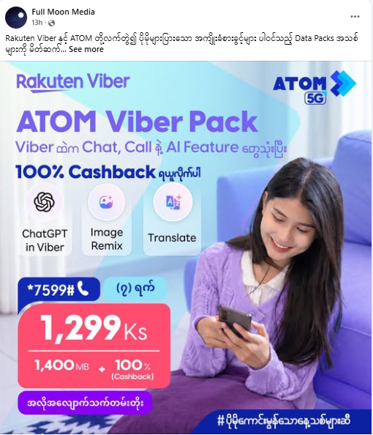 Full Moon Media
13h ·
Rakuten Viber နှင့် ATOM တို့လက်တွဲ၍ ပိုမိုများပြားသော အကျိုးခံစားခွင့်များ ပါဝင်သည့် Data Packs အသစ်
များကို မိတ်ဆက်... See more
Rakuten Viber
ATOM
5G
ATOM Viber Pack
Viber ထဲက Chat, Call နဲ့ AI Feature တွေသုံးပြီး
100% Cashback ရယူလိုက်ပါ
ChatGPT
in Viber
Image
Remix
Translate
*7599#
(၇) ရက်
1,299 Ks
1,400 MB + 100%
(Cashback)
အလိုအလျောက်သက်တမ်းတိုး
#ပိုမိုကောင်းမွန်သောနေ့သစ်များဆီ